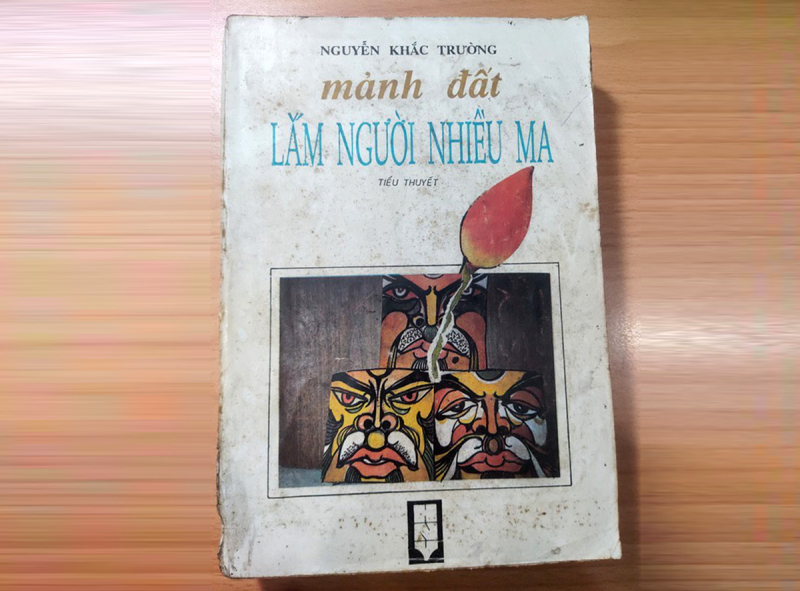 NGUYỄN KHẮC TRƯỜNG
mảnh đất
LẮM NGƯỜI NHIỀU MA
TIỂU THUYẾT